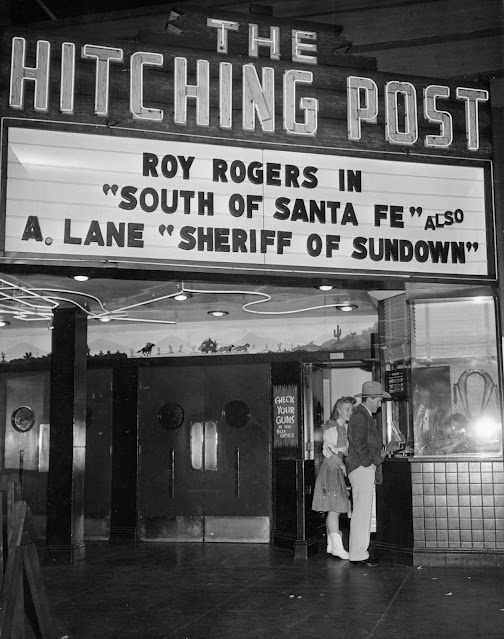 THE
HITCHING POST
ROY ROGERS IN
"SOUTH OF SANTA FE" ALSO
A. LANE "SHERIFF OF SUNDOWN"
CHECK
YOUR
GUNS
AT THE
BOX
OFFICE